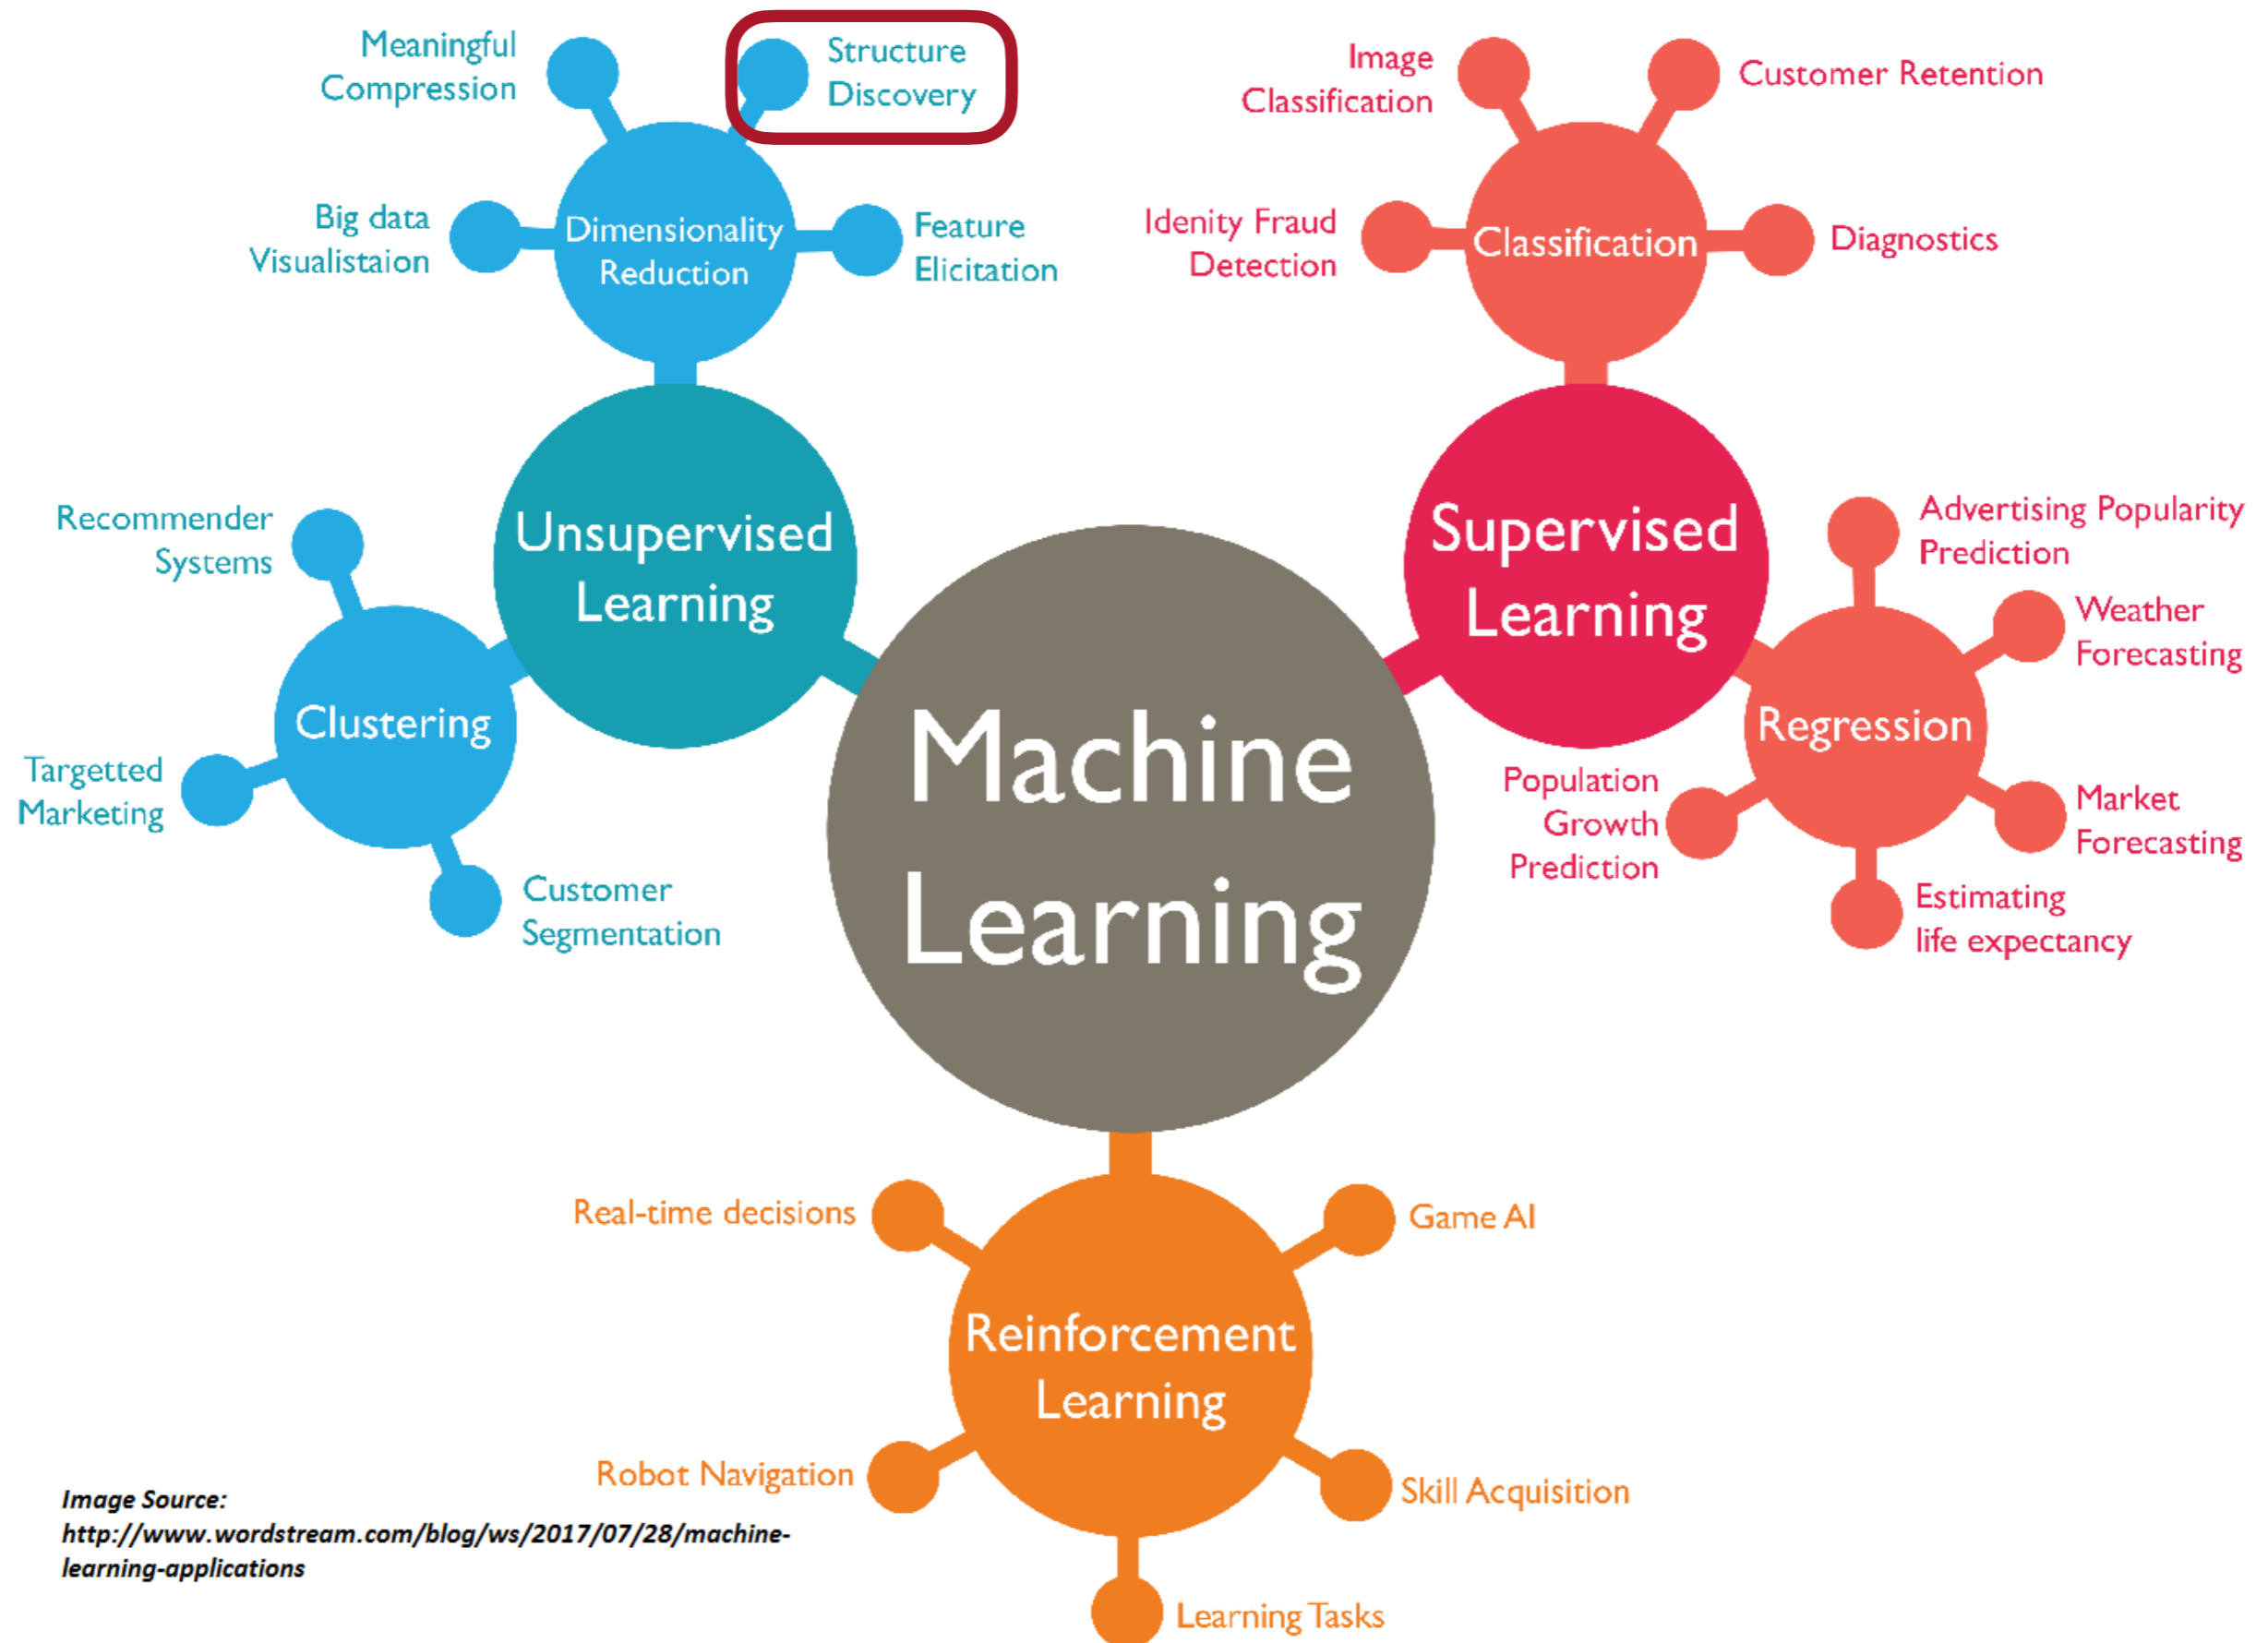 Meaningful
Compression
Structure
Discovery
Big data
Visualistaion
Dimensionality
Reduction
Feature
Elicitation
Image
Classification
Customer Retention
Idenity Fraud
Detection
Classification
Diagnostics
Unsupervised
Learning
Supervised
Learning
Recommender
Systems
Clustering
Targetted
Marketing
Customer
Segmentation
Advertising Popularity
Prediction
Weather
Forecasting
Regression
Population
Growth
Prediction
Market
Forecasting
Estimating
life expectancy
Machine
Learning
Real-time decisions
Game AI
Reinforcement
Learning
Robot Navigation
Skill Acquisition
Learning Tasks
Image Source:
http://www.wordstream.com/blog/ws/2017/07/28/machine-
learning-applications